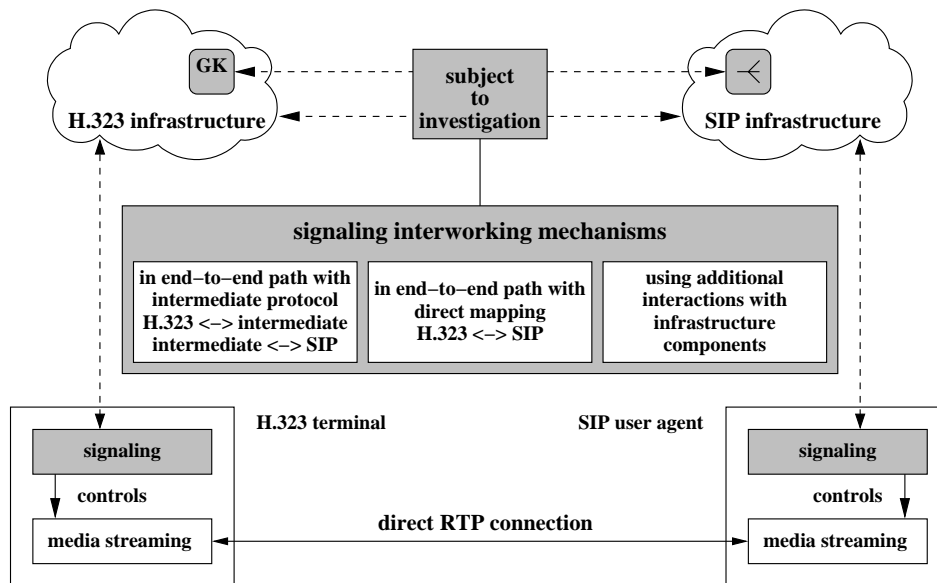 GK
H.323 infrastructure
subject
to
investigation
SIP infrastructure
signaling interworking mechanisms
in end−to−end path with
intermediate protocol
H.323 <−> intermediate
intermediate <−> SIP
in end−to−end path with
direct mapping
H.323 <−> SIP
using additional
interactions with
infrastructure
components
H.323 terminal
signaling
controls
media streaming
direct RTP connection
SIP user agent
signaling
controls
media streaming